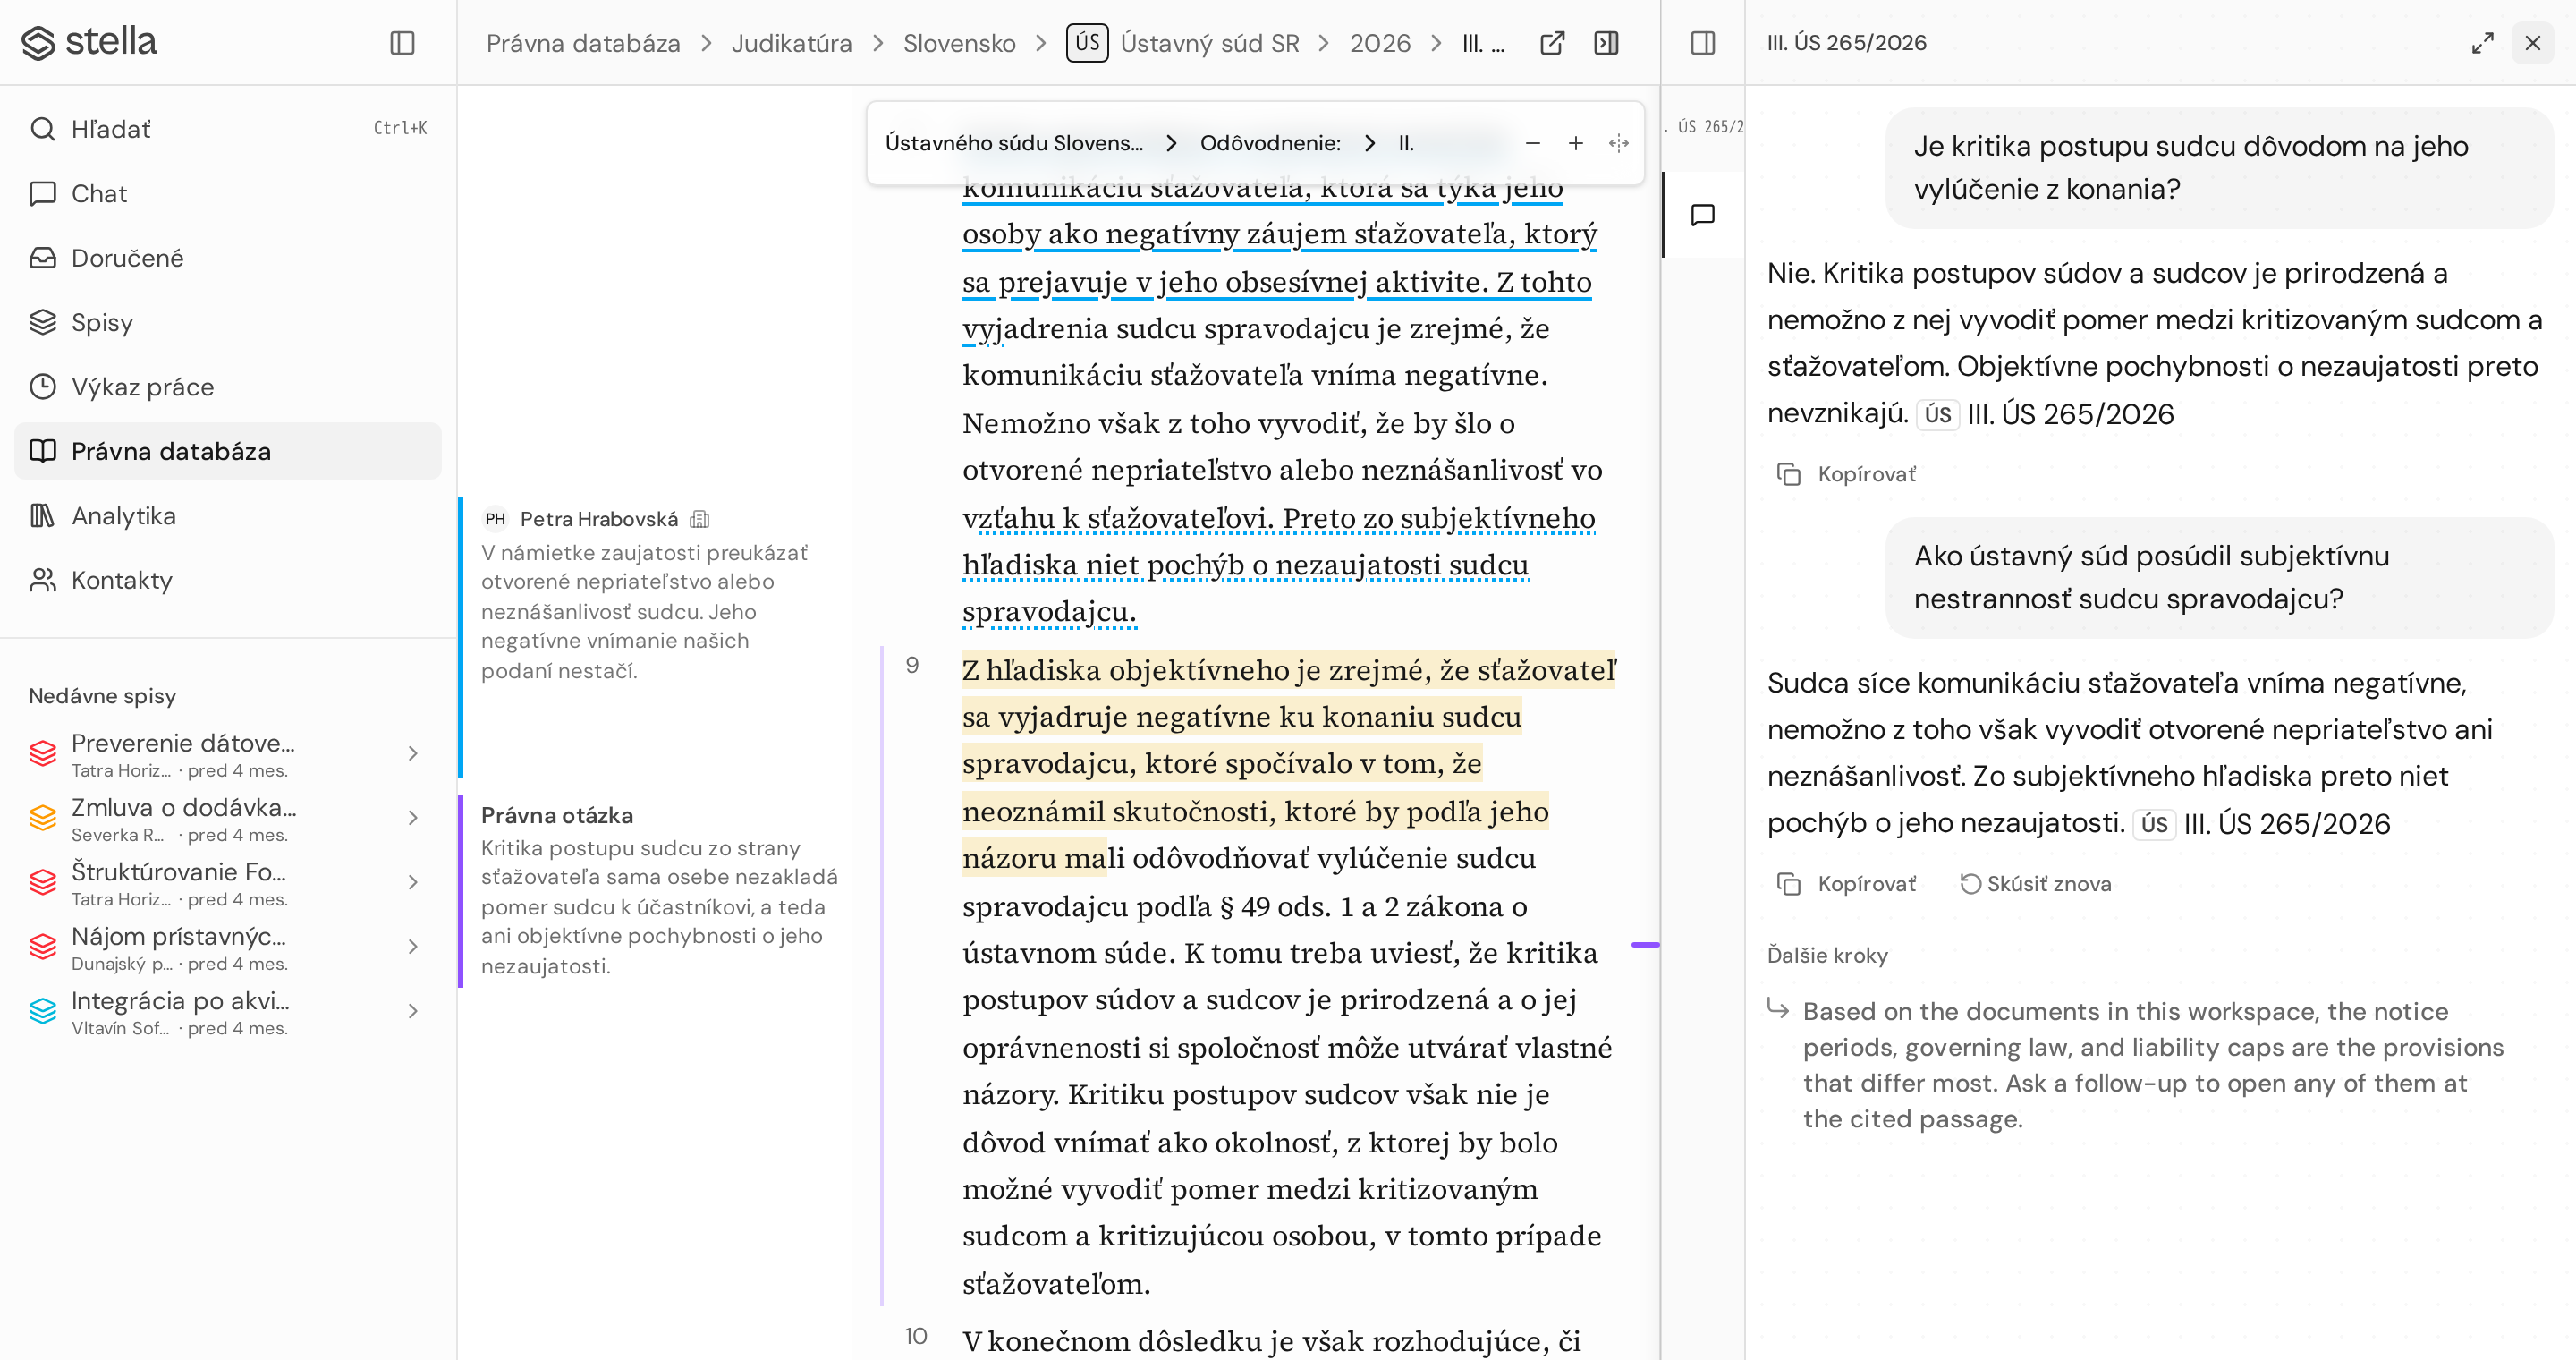 stella
Hľadať
Ctrl+K
Chat
Doručené
Spisy
Výkaz práce
Právna databáza
Analytika
Kontakty
Nedávne spisy
Preverenie dátove...
Tatra Horiz... · pred 4 mes.
Zmluva o dodávka...
Severka R... · pred 4 mes.
Štruktúrovanie Fo...
Tatra Horiz... · pred 4 mes.
Nájom prístavnýc...
Dunajský p... · pred 4 mes.
Integrácia po akvi...
Vltavín Sof... · pred 4 mes.
Právna databáza > Judikatúra > Slovensko > ÚS Ústavný súd SR > 2026 > III. ...
Ústavného súdu Slovens... > Odôvodnenie: > II.
PH Petra Hrabovská
V námietke zaujatosti preukázať
otvorené nepriateľstvo alebo
neznášanlivosť sudcu. Jeho
negatívne vnímanie našich
podaní nestačí.
Právna otázka
Kritika postupu sudcu zo strany
sťažovateľa sama osebe nezakladá
pomer sudcu k účastníkovi, a teda
ani objektívne pochybnosti o jeho
nezaujatosti.
komunikáciu sťažovateľa, ktorá sa týka jeho
osoby ako negatívny záujem sťažovateľa, ktorý
sa prejavuje v jeho obsesívnej aktivite. Z tohto
vyjadrenia sudcu spravodajcu je zrejmé, že
komunikáciu sťažovateľa vníma negatívne.
Nemožno však z toho vyvodiť, že by šlo o
otvorené nepriateľstvo alebo neznášanlivosť vo
vzťahu k sťažovateľovi. Preto zo subjektívneho
hľadiska niet pochýb o nezaujatosti sudcu
spravodajcu.
9 Z hľadiska objektívneho je zrejmé, že sťažovateľ
sa vyjadruje negatívne ku konaniu sudcu
spravodajcu, ktoré spočívalo v tom, že
neoznámil skutočnosti, ktoré by podľa jeho
názoru mali odôvodňovať vylúčenie sudcu
spravodajcu podľa § 49 ods. 1 a 2 zákona o
ústavnom súde. K tomu treba uviesť, že kritika
postupov súdov a sudcov je prirodzená a o jej
oprávnenosti si spoločnosť môže utvárať vlastné
názory. Kritiku postupov sudcov však nie je
dôvod vnímať ako okolnosť, z ktorej by bolo
možné vyvodiť pomer medzi kritizovaným
sudcom a kritizujúcou osobou, v tomto prípade
sťažovateľom.
10 V konečnom dôsledku je však rozhodujúce, či
. ÚS 265/2
III. ÚS 265/2026
Je kritika postupu sudcu dôvodom na jeho
vylúčenie z konania?
Nie. Kritika postupov súdov a sudcov je prirodzená a
nemožno z nej vyvodiť pomer medzi kritizovaným sudcom a
sťažovateľom. Objektívne pochybnosti o nezaujatosti preto
nevznikajú. ÚS III. ÚS 265/2026
Kopírovať
Ako ústavný súd posúdil subjektívnu
nestrannosť sudcu spravodajcu?
Sudca síce komunikáciu sťažovateľa vníma negatívne,
nemožno z toho však vyvodiť otvorené nepriateľstvo ani
neznášanlivosť. Zo subjektívneho hľadiska preto niet
pochýb o jeho nezaujatosti. ÚS III. ÚS 265/2026
Kopírovať Skúsiť znova
Ďalšie kroky
Based on the documents in this workspace, the notice
periods, governing law, and liability caps are the provisions
that differ most. Ask a follow-up to open any of them at
the cited passage.